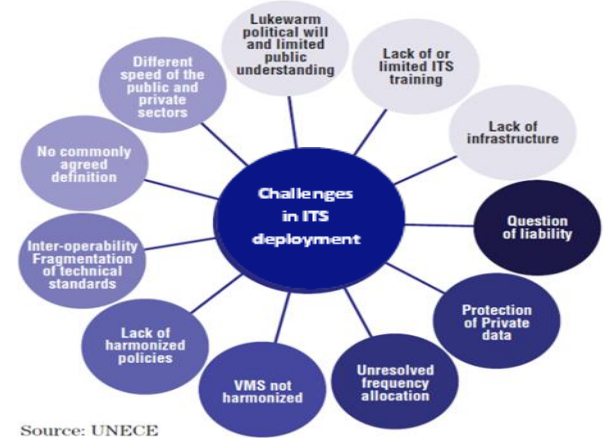 Challenges
in ITS
deployment
Lukewarm
political will
and limited
public
understanding
Lack of or
limited ITS
training
Lack of
infrastructure
Question
of liability
Protection
of Private
data
Unresolved
frequency
allocation
VMS not
harmonized
Lack of
harmonized
policies
Inter-operability
Fragmentation
of technical
standards
No commonly
agreed
definition
Different
speed of the
public and
private
sectors
Source: UNECE